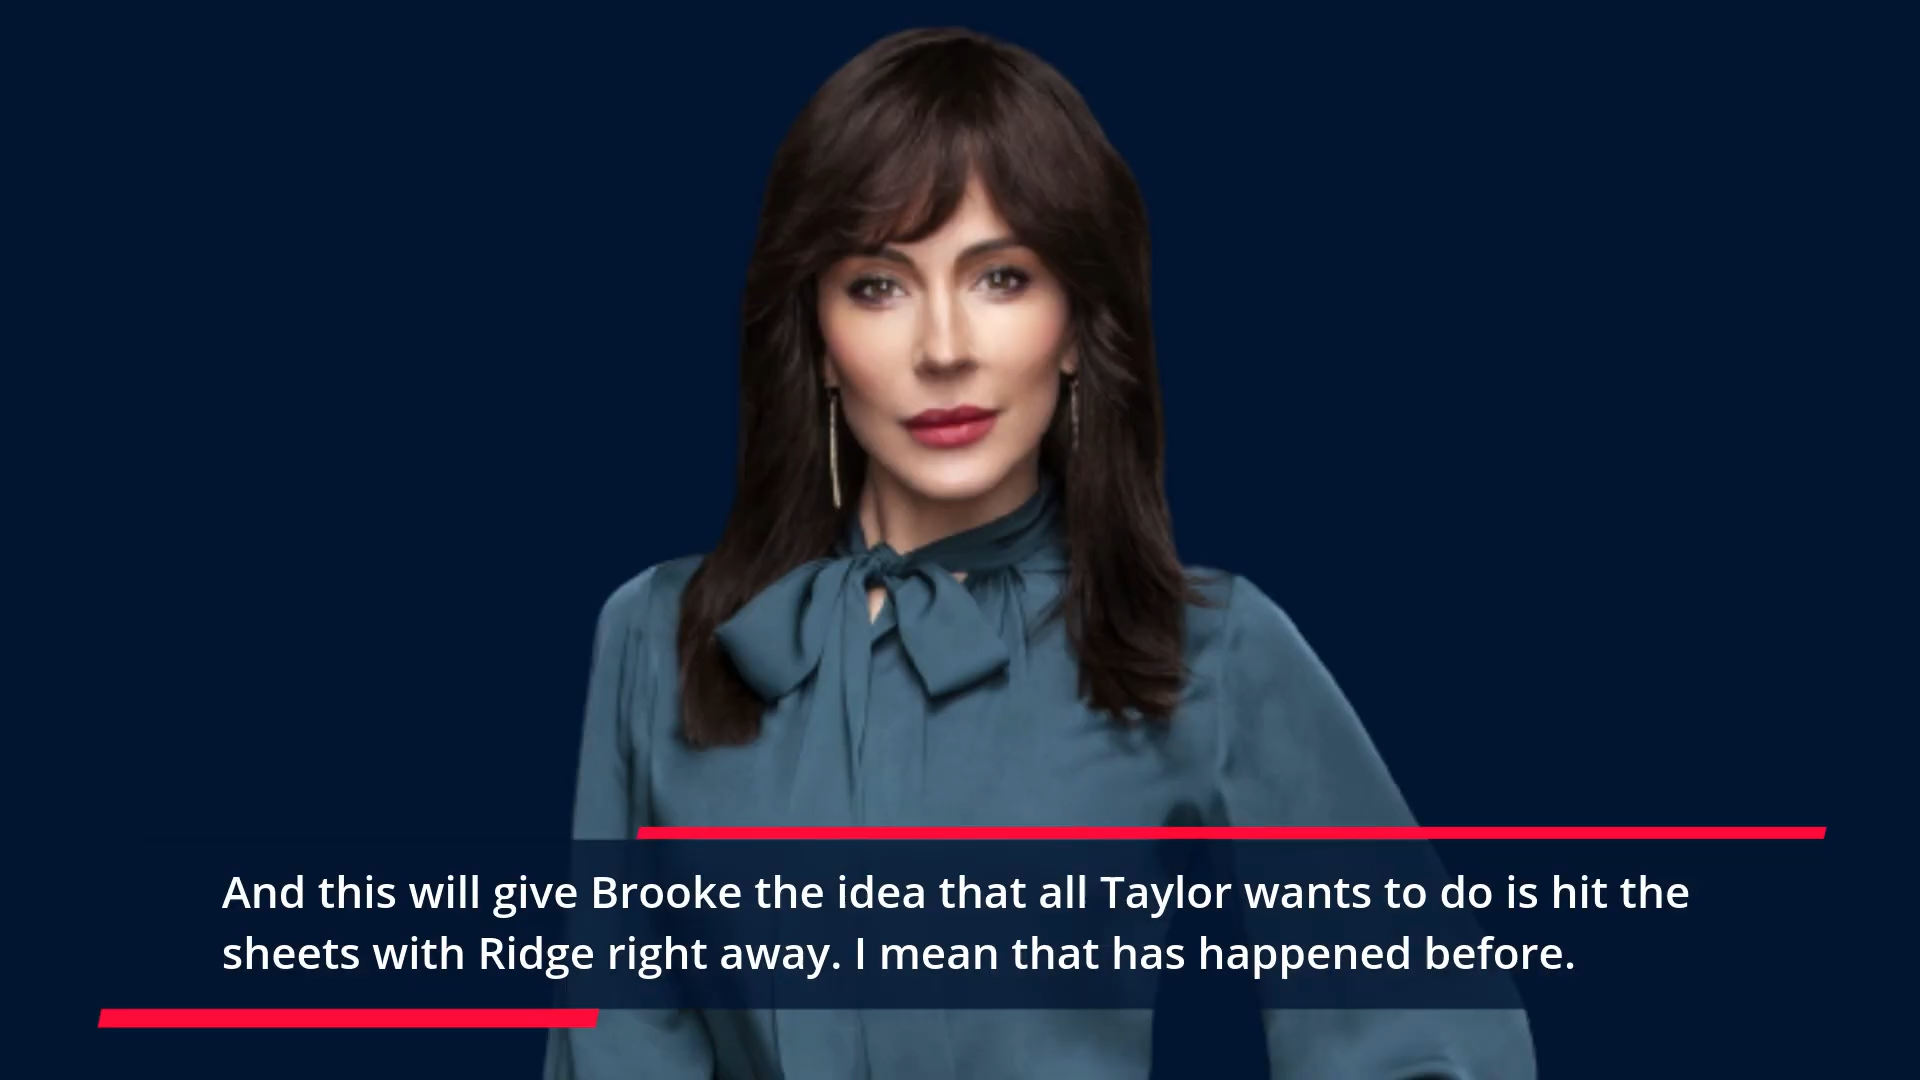 And this will give Brooke the idea that all Taylor wants to do is hit the
sheets with Ridge right away. I mean that has happened before.